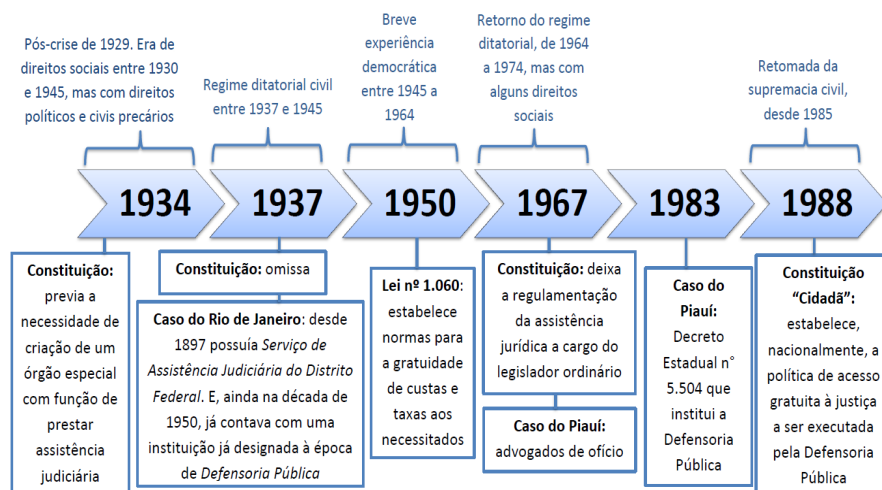 Pós-crise de 1929. Era de
direitos sociais entre 1930
e 1945, mas com direitos
políticos e civis precários
Regime ditatorial civil
entre 1937 e 1945
Breve
experiência
democrática
entre 1945 a
1964
Retorno do regime
ditatorial, de 1964
a 1974, mas com
alguns direitos
sociais
Retomada da
supremacia civil,
desde 1985
1934
1937
1950
1967
1983
1988
Constituição:
previa a
necessidade de
criação de um
órgão especial
com função de
prestar
assistência
judiciária
Constituição: omissa
Caso do Rio de Janeiro: desde
1897 possuía Serviço de
Assistência Judiciária do Distrito
Federal. E, ainda na década de
1950, já contava com uma
instituição já designada à época
de Defensoria Pública
Lei nº 1.060:
estabelece
normas para
a gratuidade
de custas e
taxas aos
necessitados
Constituição: deixa
a regulamentação
da assistência
jurídica a cargo do
legislador ordinário
Caso do Piauí:
advogados de ofício
Caso do
Piauí:
Decreto
Estadual n°
5.504 que
institui a
Defensoria
Pública
Constituição
“Cidadã”:
estabelece,
nacionalmente, a
política de acesso
gratuita à justiça
a ser executada
pela Defensoria
Pública